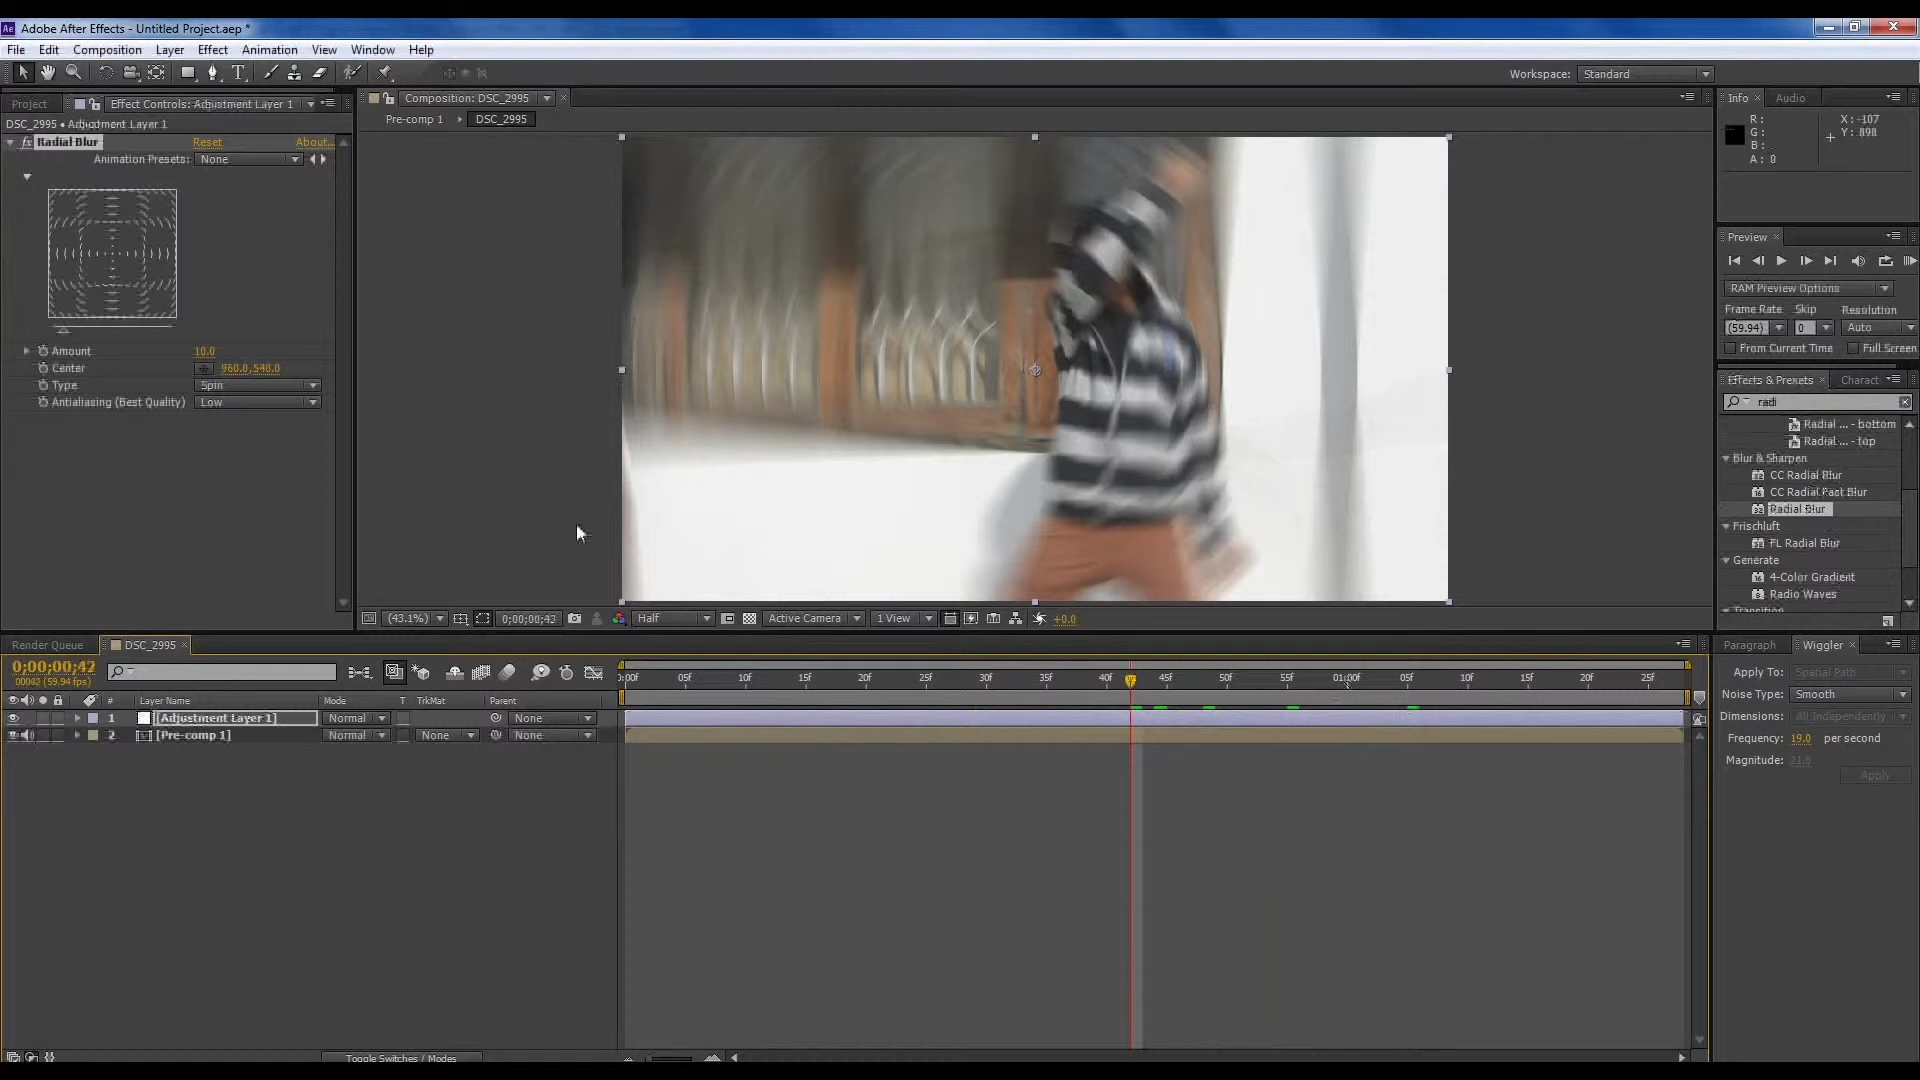 Ae Adobe After Effects - Untitled Project.aep *
File Edit Composition Layer Effect Animation View Window Help
Workspace: Standard
Project Effect Controls: Adjustment Layer 1
DSC_2995 • Adjustment Layer 1
fx Radial Blur Reset About...
Animation Presets: None
Amount 10.0
Center 960.0,540.0
Type Spin
Antialiasing (Best Quality) Low
Composition: DSC_2995
Pre-comp 1 DSC_2995
(43.1%) 0;00;00;42 Half Active Camera 1 View +0.0
Info Audio
R: X: -107
G: Y: 898
B:
A: 0
Preview
RAM Preview Options
Frame Rate Skip Resolution
(59.94) 0 Auto
From Current Time Full Screen
Effects & Presets Charact
radi
Radial ... - bottom
Radial ... - top
Blur & Sharpen
CC Radial Blur
CC Radial Fast Blur
Radial Blur
Frischluft
FL Radial Blur
Generate
4-Color Gradient
Radio Waves
Transition
Render Queue DSC_2995
0;00;00;42
00042 (59.94 fps)
0:00f 05f 10f 15f 20f 25f 30f 35f 40f 45f 50f 55f 01:00f 05f 10f 15f 20f 25f
# Layer Name Mode T TrkMat Parent
1 [Adjustment Layer 1] Normal None
2 [Pre-comp 1] Normal None None
Toggle Switches / Modes
Paragraph Wiggler
Apply To: Spatial Path
Noise Type: Smooth
Dimensions: All Independently
Frequency: 19.0 per second
Magnitude: 21.0
Apply